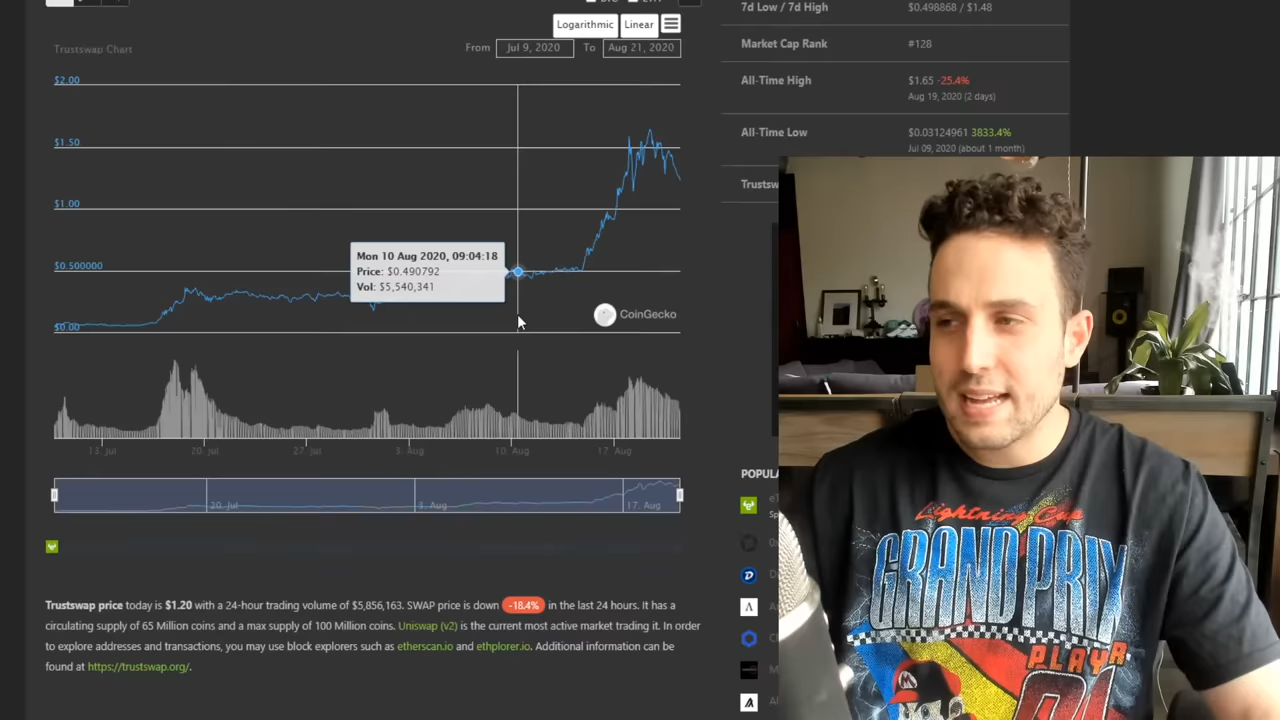 7d Low / 7d High
$0.498868 / $1.48
Logarithmic
Linear
Market Cap Rank
#128
Trustswap Chart
From
Jul 9, 2020
To
Aug 21, 2020
All-Time High
$1.65 -25.4%
Aug 19, 2020 (2 days)
All-Time Low
$0.03124961 3833.4%
Jul 09, 2020 (about 1 month)
Trustsw
$2.00
$1.50
$1.00
$0.500000
$0.00
Mon 10 Aug 2020, 09:04:18
Price: $0.490792
Vol: $5,540,341
CoinGecko
13. Jul
20. Jul
27. Jul
3. Aug
10. Aug
17. Aug
20. Jul
3. Aug
17. Aug
POPULA
Trustswap price today is $1.20 with a 24-hour trading volume of $5,856,163. SWAP price is down -18.4% in the last 24 hours. It has a
circulating supply of 65 Million coins and a max supply of 100 Million coins. Uniswap (v2) is the current most active market trading it. In order
to explore addresses and transactions, you may use block explorers such as etherscan.io and ethplorer.io. Additional information can be
found at https://trustswap.org/.
Lightning Cup
GRAND PRIX
PLAYR